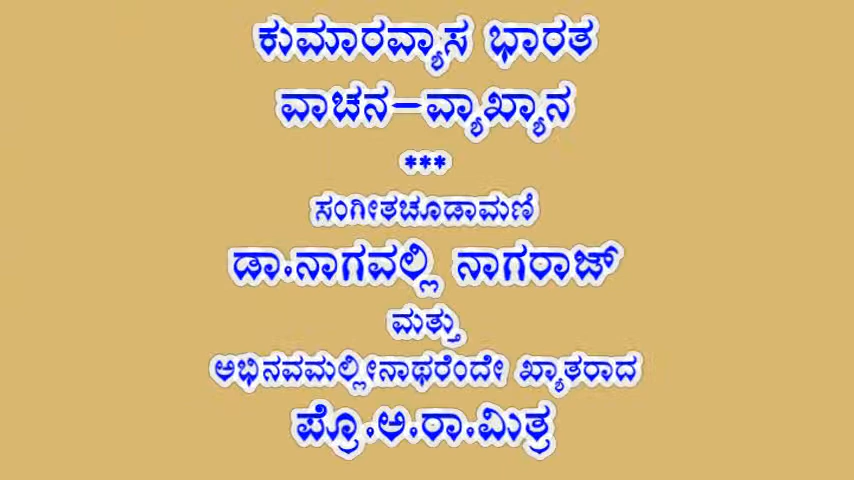 ಕುಮಾರವ್ಯಾಸ ಭಾರತ
ವಾಚನ-ವ್ಯಾಖ್ಯಾನ
***
ಸಂಗೀತಚೂಡಾಮಣಿ
ಡಾ.ನಾಗವಲ್ಲಿ ನಾಗರಾಜ್
ಮತ್ತು
ಅಭಿನವಮಲ್ಲೀನಾಥರೆಂದೇ ಖ್ಯಾತರಾದ
ಪ್ರೊ.ಅ.ರಾ.ಮಿತ್ರ